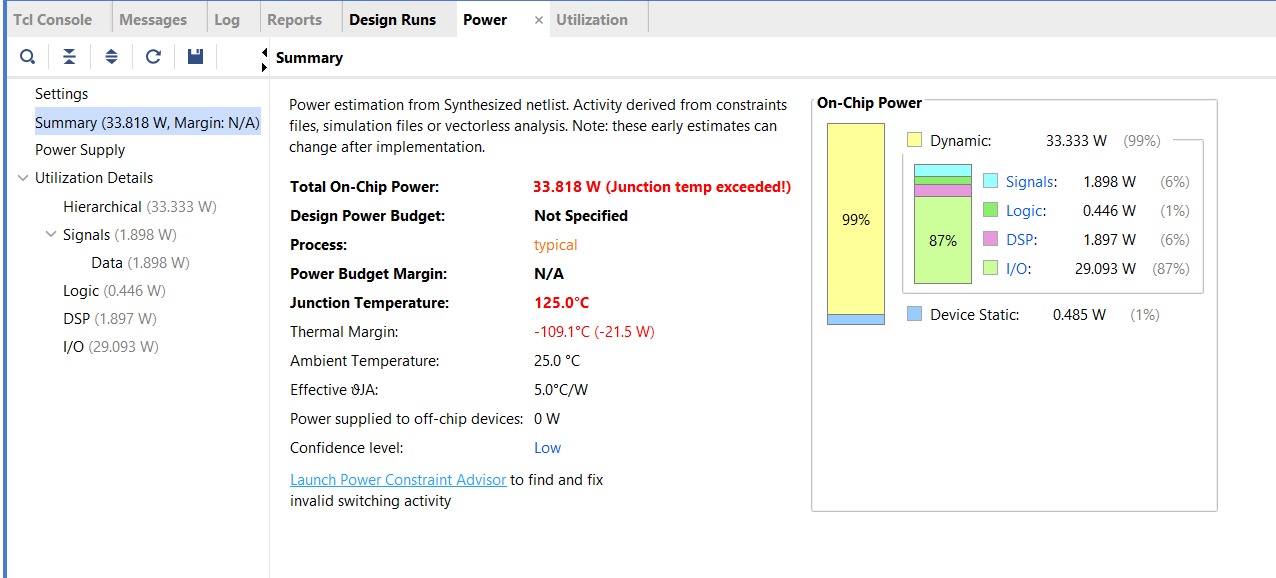 Tcl Console Messages Log Reports Design Runs Power × Utilization
Summary
Settings
Summary (33.818 W, Margin: N/A)
Power Supply
Utilization Details
Hierarchical (33.333 W)
Signals (1.898 W)
Data (1.898 W)
Logic (0.446 W)
DSP (1.897 W)
I/O (29.093 W)
Power estimation from Synthesized netlist. Activity derived from constraints
files, simulation files or vectorless analysis. Note: these early estimates can
change after implementation.
Total On-Chip Power: 33.818 W (Junction temp exceeded!)
Design Power Budget: Not Specified
Process: typical
Power Budget Margin: N/A
Junction Temperature: 125.0°C
Thermal Margin: -109.1°C (-21.5 W)
Ambient Temperature: 25.0 °C
Effective ϑJA: 5.0°C/W
Power supplied to off-chip devices: 0 W
Confidence level: Low
Launch Power Constraint Advisor to find and fix
invalid switching activity
On-Chip Power
99%
Dynamic: 33.333 W (99%)
87%
Signals: 1.898 W (6%)
Logic: 0.446 W (1%)
DSP: 1.897 W (6%)
I/O: 29.093 W (87%)
Device Static: 0.485 W (1%)